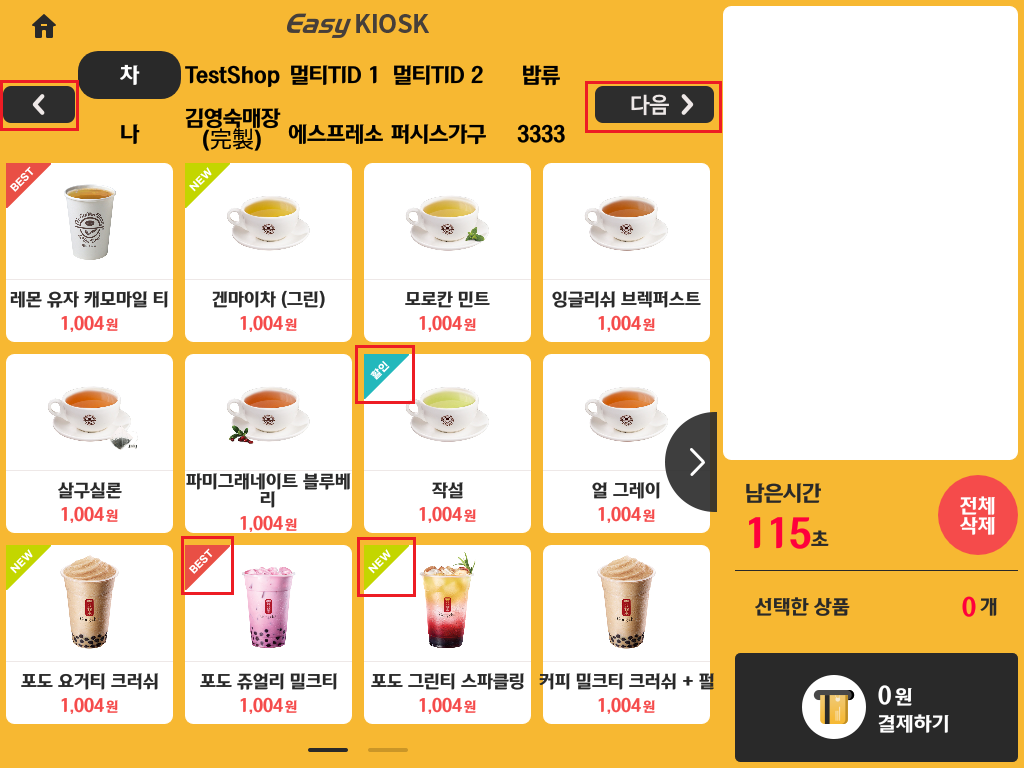 Easy KIOSK
차
TestShop
멀티TID 1
멀티TID 2
밥류
다음
나
김영숙매장
(完製)
에스프레소
퍼시스가구
3333
BEST
NEW
레몬 유자 캐모마일 티
1,004원
겐마이차 (그린)
1,004원
모로칸 민트
1,004원
잉글리쉬 브렉퍼스트
1,004원
할인
살구실론
1,004원
파미그래네이트 블루베
리
1,004원
작설
1,004원
얼 그레이
1,004원
NEW
BEST
NEW
포도 요거티 크러쉬
1,004원
포도 쥬얼리 밀크티
1,004원
포도 그린티 스파클링
1,004원
커피 밀크티 크러쉬 + 펄
1,004원
남은시간
115초
전체
삭제
선택한 상품
0 개
0 원
결제하기